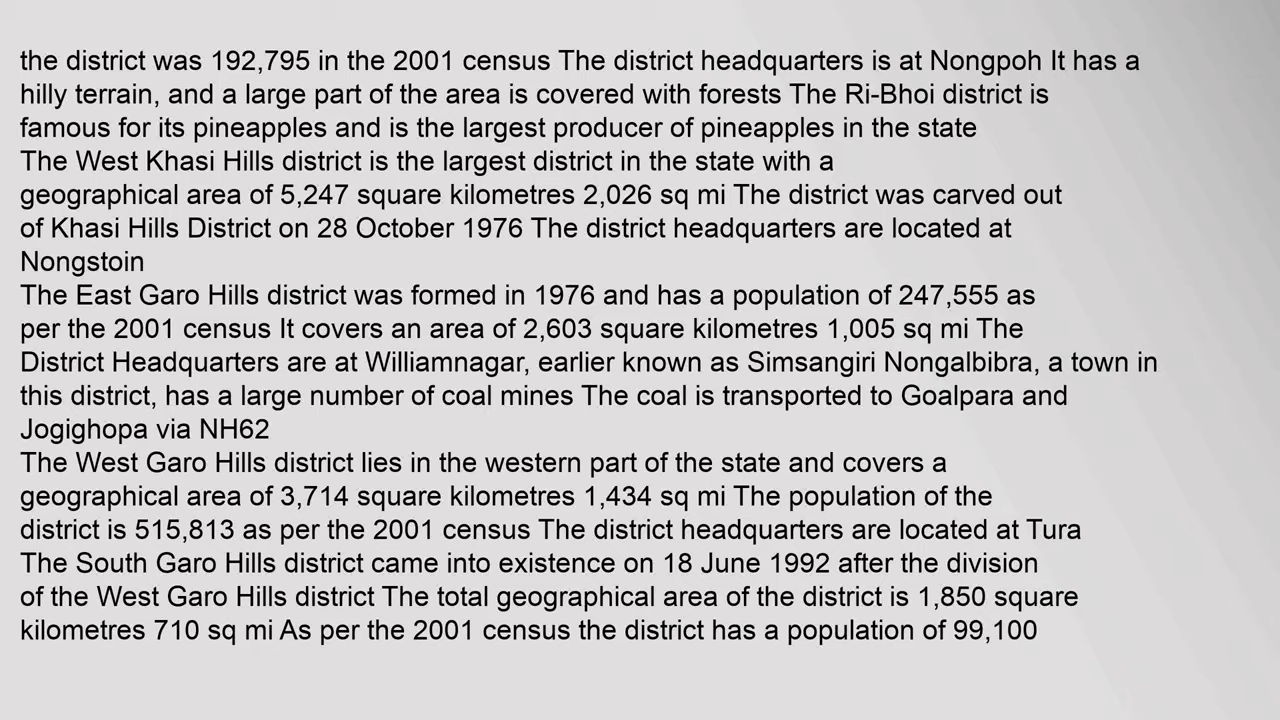 the district was 192,795 in the 2001 census The district headquarters is at Nongpoh It has a
hilly terrain, and a large part of the area is covered with forests The Ri-Bhoi district is
famous for its pineapples and is the largest producer of pineapples in the state
The West Khasi Hills district is the largest district in the state with a
geographical area of 5,247 square kilometres 2,026 sq mi The district was carved out
of Khasi Hills District on 28 October 1976 The district headquarters are located at
Nongstoin
The East Garo Hills district was formed in 1976 and has a population of 247,555 as
per the 2001 census It covers an area of 2,603 square kilometres 1,005 sq mi The
District Headquarters are at Williamnagar, earlier known as Simsangiri Nongalbibra, a town in
this district, has a large number of coal mines The coal is transported to Goalpara and
Jogighopa via NH62
The West Garo Hills district lies in the western part of the state and covers a
geographical area of 3,714 square kilometres 1,434 sq mi The population of the
district is 515,813 as per the 2001 census The district headquarters are located at Tura
The South Garo Hills district came into existence on 18 June 1992 after the division
of the West Garo Hills district The total geographical area of the district is 1,850 square
kilometres 710 sq mi As per the 2001 census the district has a population of 99,100